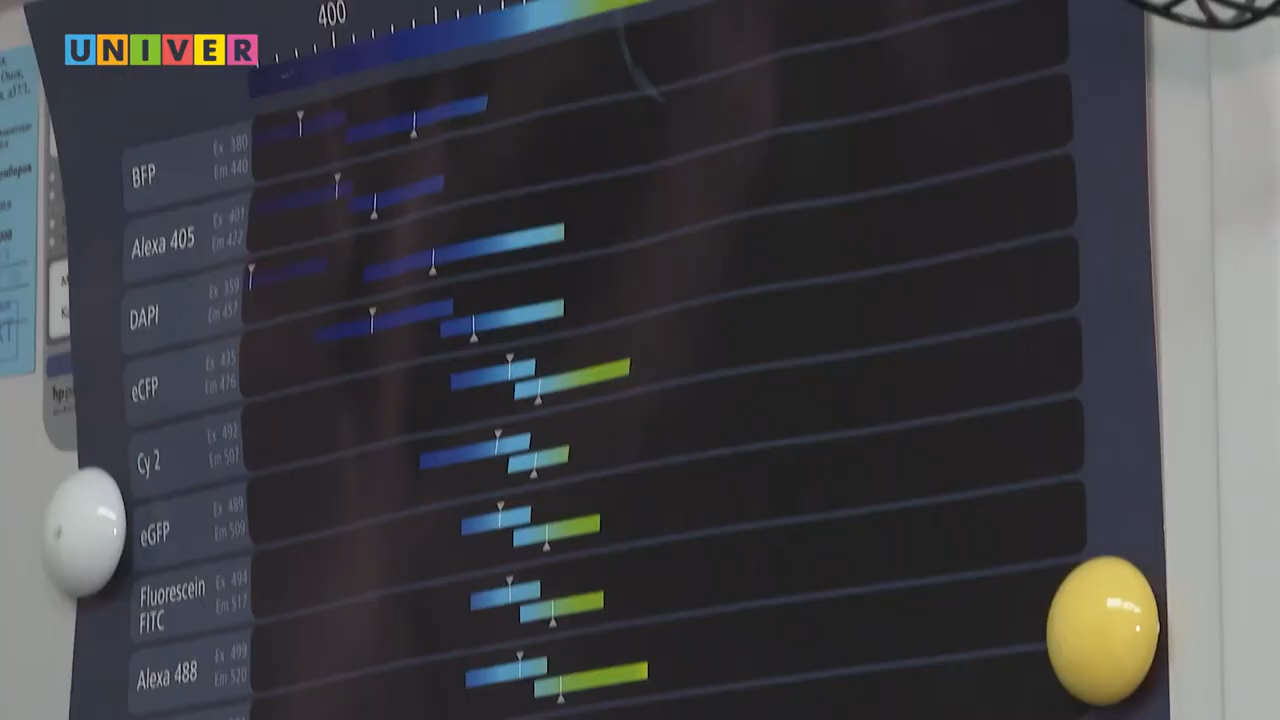 UNIVER
400
BFP
Ex 380
Em 440
Alexa 405
Ex 401
Em 422
DAPI
Ex 359
Em 457
eCFP
Ex 435
Em 476
Cy 2
Ex 492
Em 507
eGFP
Ex 489
Em 509
Fluorescein
FITC
Ex 494
Em 517
Alexa 488
Ex 499
Em 520
hp